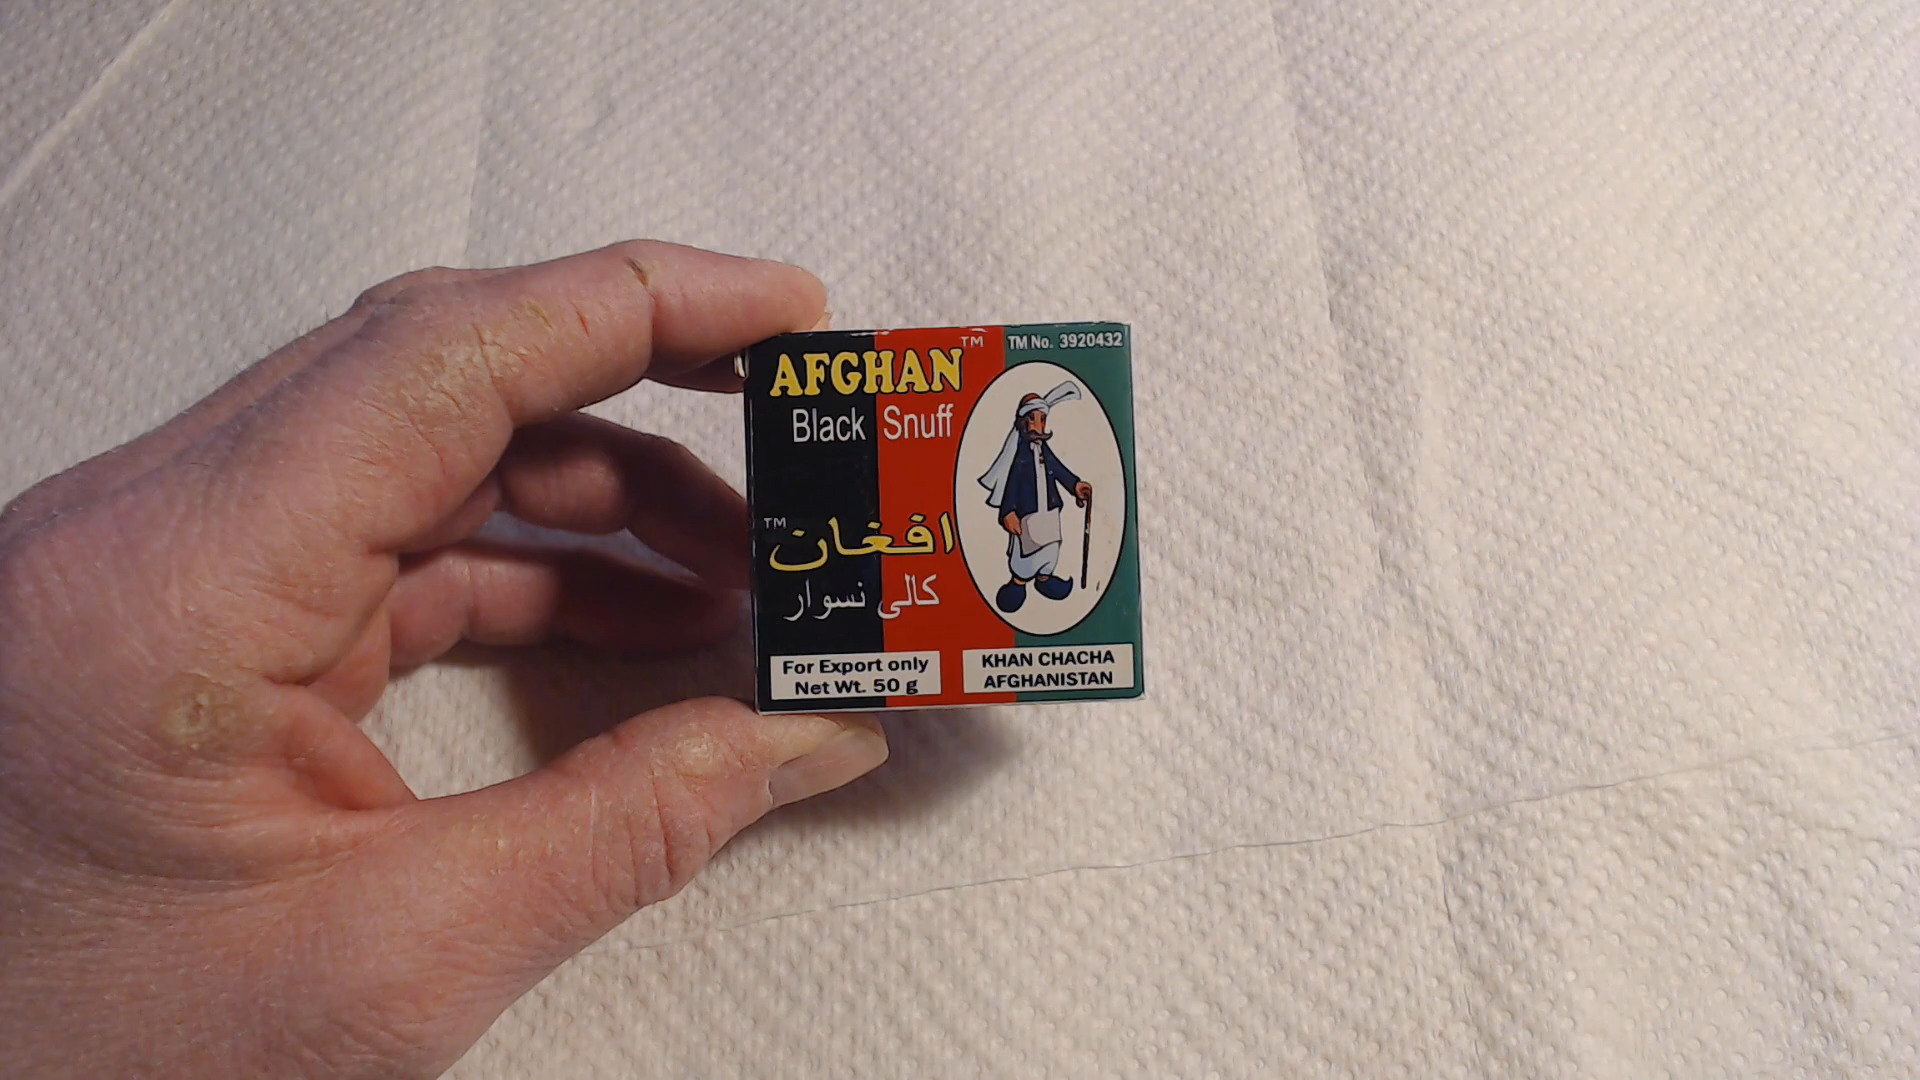 AFGHAN™
Black Snuff
TM No. 3920432
افغان™
کالی نسوار
For Export only
Net Wt. 50 g
KHAN CHACHA
AFGHANISTAN